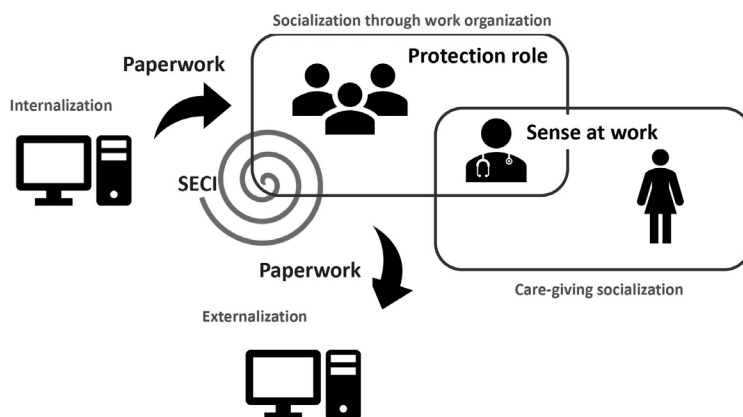 Socialization through work organization
Protection role
Paperwork
Internalization
Sense at work
SECI
Paperwork
Care-giving socialization
Externalization